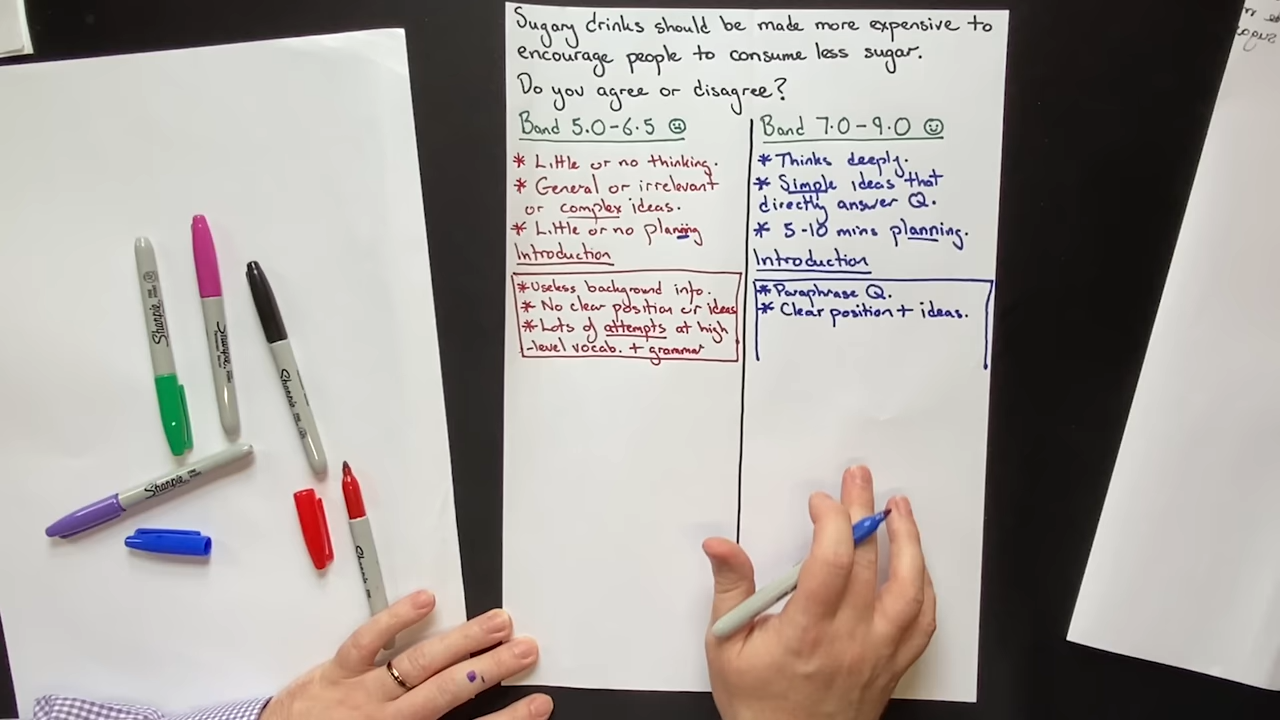 Sugary drinks should be made more expensive to
encourage people to consume less sugar.
Do you agree or disagree?
Band 5.0-6.5
* Little or no thinking.
* General or irrelevant
or complex ideas.
* Little or no planing
Introduction
*Useless background info.
* No clear position or ideas
*Lots of attempts at high
-level vocab. + grammar
Band 7.0-9.0
* Thinks deeply.
* Simple ideas that
directly answer Q.
* 5-10 mins planning.
Introduction
*Paraphrase Q.
* Clear position + ideas.
Sharpie
Sharpie
Sharpie
Sharpie
Sharpie